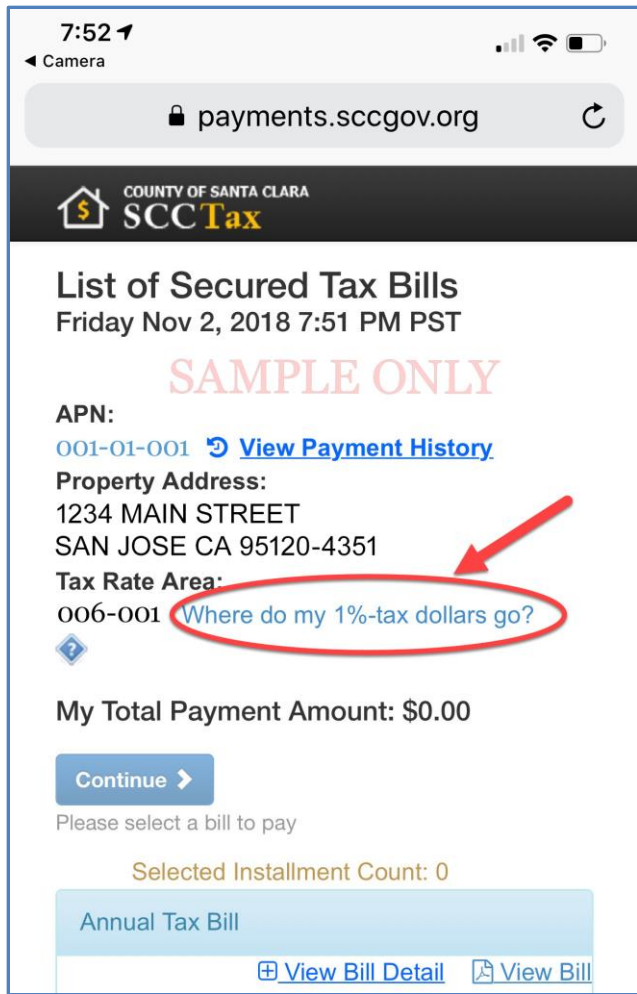 7:52
Camera
payments.sccgov.org
COUNTY OF SANTA CLARA
SCCTax
List of Secured Tax Bills
Friday Nov 2, 2018 7:51 PM PST
SAMPLE ONLY
APN:
001-01-001 View Payment History
Property Address:
1234 MAIN STREET
SAN JOSE CA 95120-4351
Tax Rate Area:
006-001 Where do my 1%-tax dollars go?
?
My Total Payment Amount: $0.00
Continue
Please select a bill to pay
Selected Installment Count: 0
Annual Tax Bill
View Bill Detail View Bill